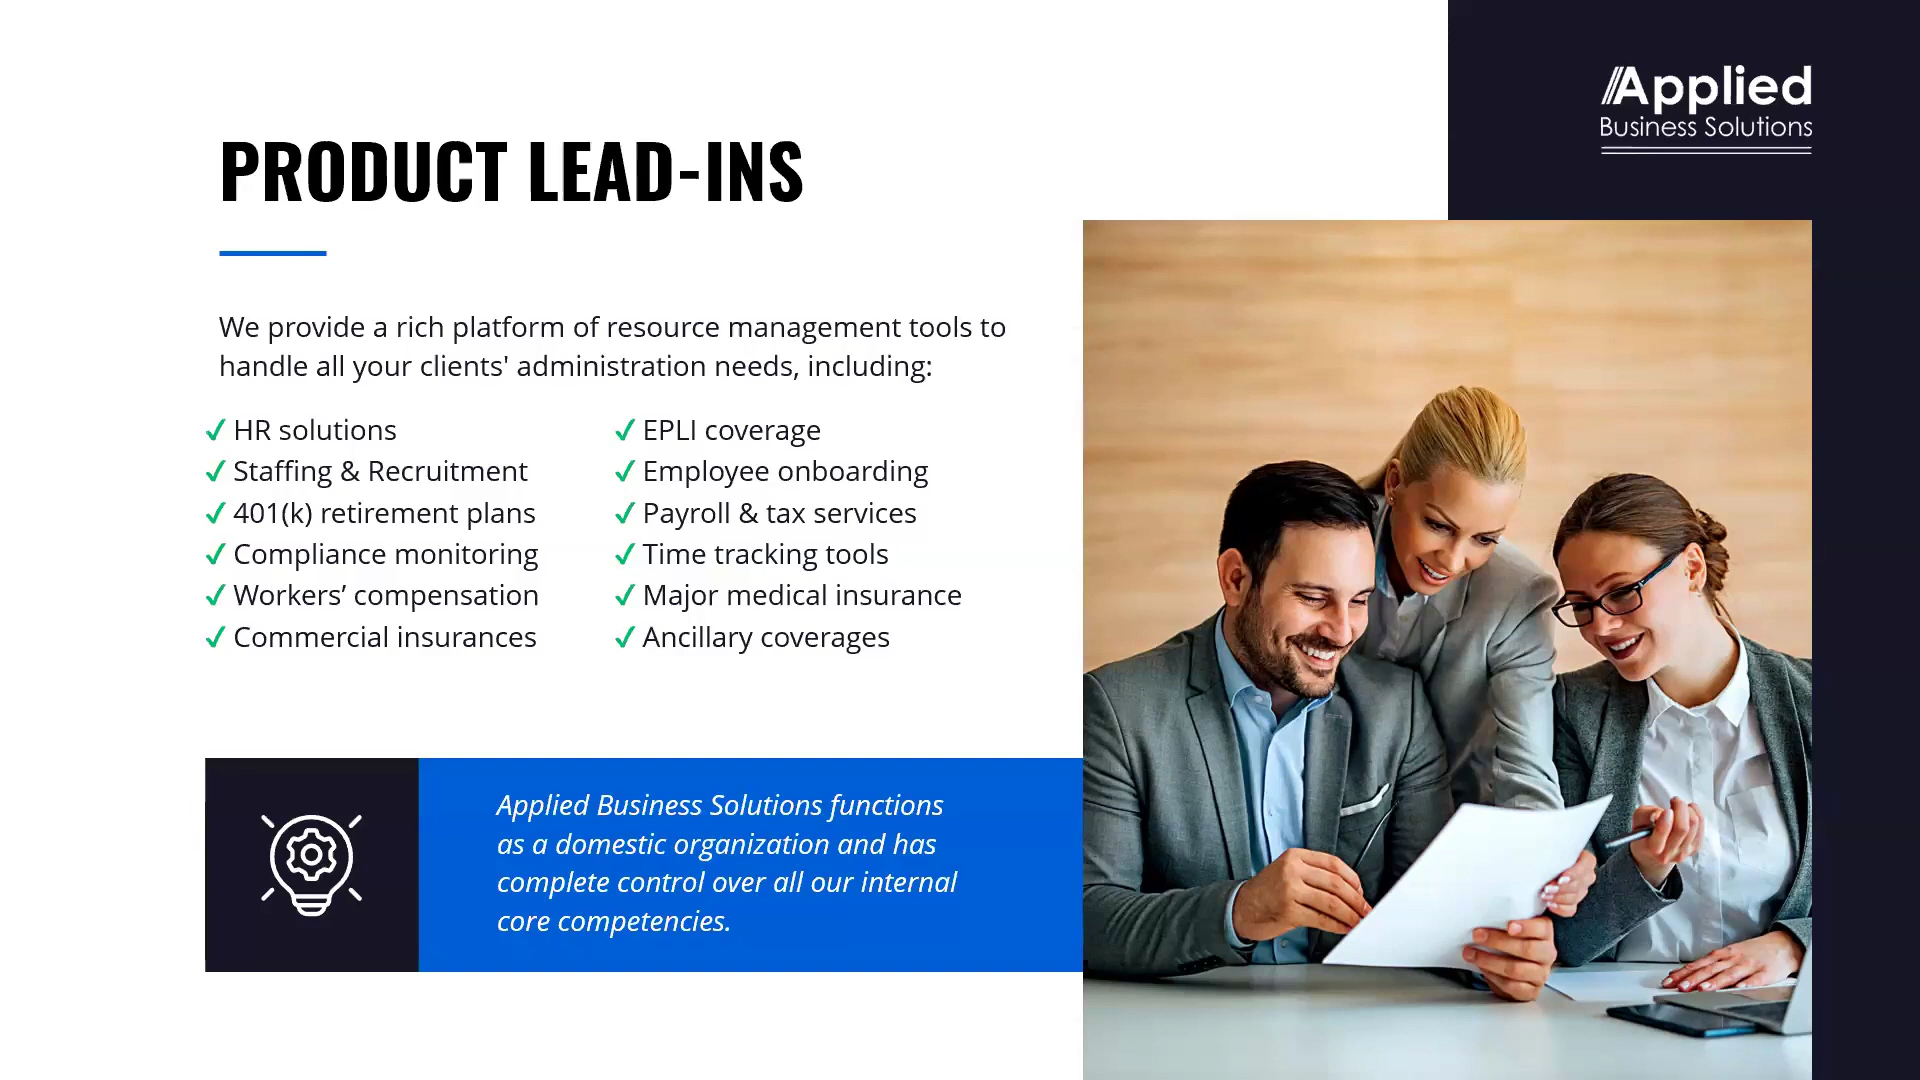 Applied
Business Solutions
PRODUCT LEAD-INS
We provide a rich platform of resource management tools to
handle all your clients' administration needs, including:
✓ HR solutions
✓ Staffing & Recruitment
✓ 401(k) retirement plans
✓ Compliance monitoring
✓ Workers’ compensation
✓ Commercial insurances
✓ EPLI coverage
✓ Employee onboarding
✓ Payroll & tax services
✓ Time tracking tools
✓ Major medical insurance
✓ Ancillary coverages
Applied Business Solutions functions
as a domestic organization and has
complete control over all our internal
core competencies.